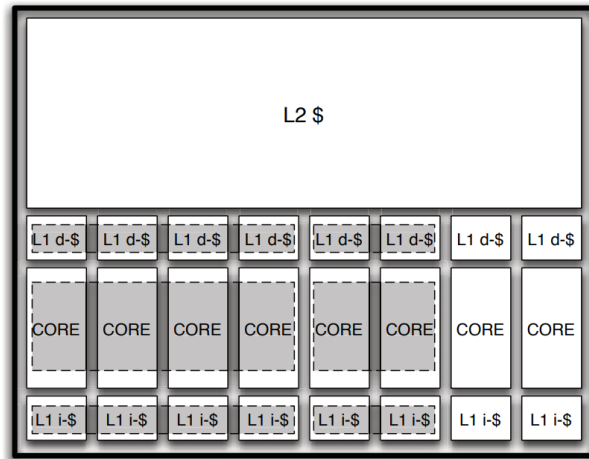 L2 $
L1 d-$ L1 d-$ L1 d-$ L1 d-$ L1 d-$ L1 d-$ L1 d-$ L1 d-$
CORE CORE CORE CORE CORE CORE CORE CORE
L1 i-$ L1 i-$ L1 i-$ L1 i-$ L1 i-$ L1 i-$ L1 i-$ L1 i-$